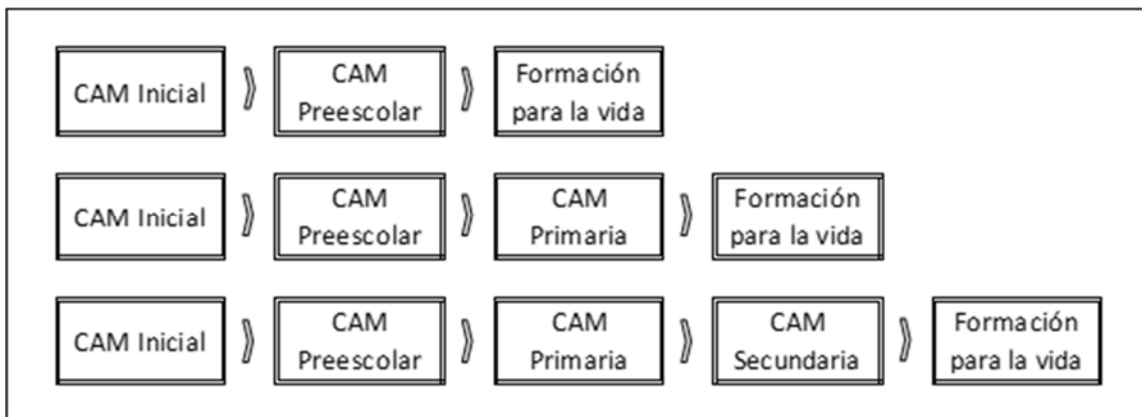 CAM Inicial
CAM
Preescolar
Formación
para la vida
CAM Inicial
CAM
Preescolar
CAM
Primaria
Formación
para la vida
CAM Inicial
CAM
Preescolar
CAM
Primaria
CAM
Secundaria
Formación
para la vida